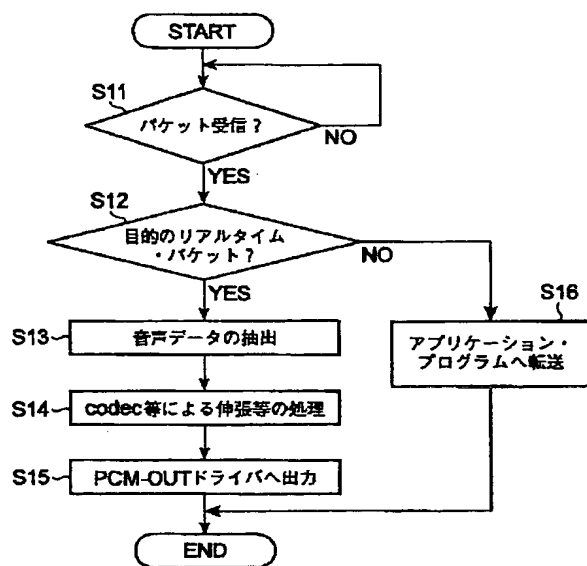 START
S11
パケット受信？
NO
YES
S12
目的のリアルタイム
・パケット？
NO
YES
S16
S13
音声データの抽出
アプリケーション・
プログラムへ転送
S14
codec等による伸張等の処理
S15
PCM-OUTドライバへ出力
END